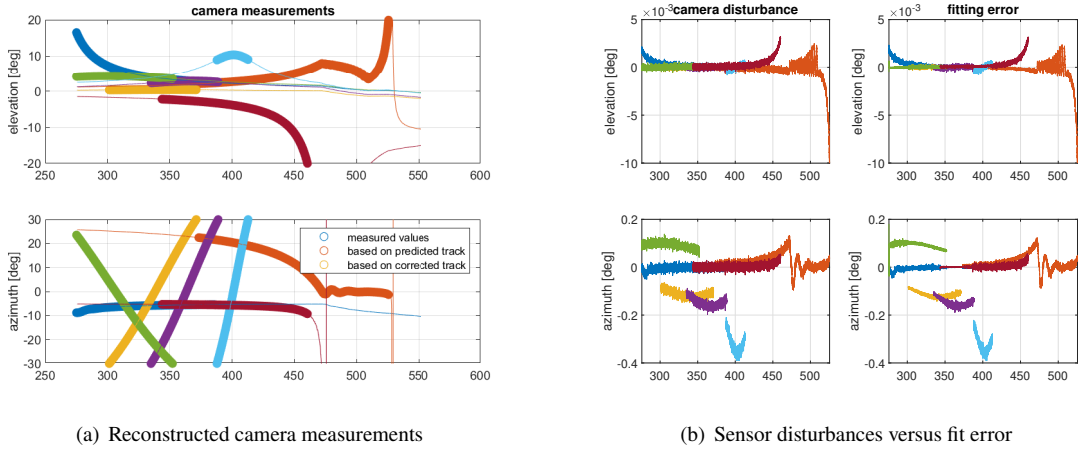 camera measurements
elevation [deg]
20
10
0
-10
-20
250 300 350 400 450 500 550 600
azimuth [deg]
30
20
10
0
-10
-20
-30
measured values
based on predicted track
based on corrected track
250 300 350 400 450 500 550 600
(a) Reconstructed camera measurements
×10⁻³ camera disturbance
elevation [deg]
5
0
-5
-10
300 350 400 450 500
azimuth [deg]
0.2
0
-0.2
-0.4
300 350 400 450 500
×10⁻³ fitting error
elevation [deg]
5
0
-5
-10
300 350 400 450 500
azimuth [deg]
0.2
0
-0.2
-0.4
300 350 400 450 500
(b) Sensor disturbances versus fit error